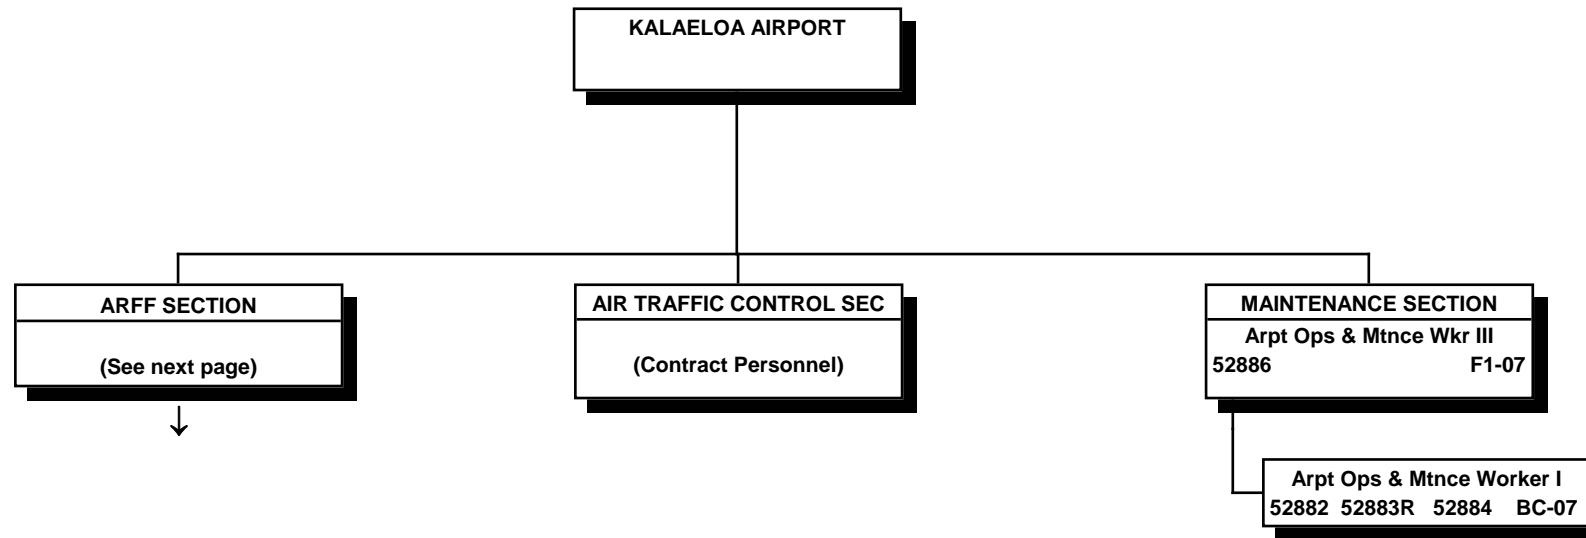 KALAELOA AIRPORT
ARFF SECTION
(See next page)
AIR TRAFFIC CONTROL SEC
(Contract Personnel)
MAINTENANCE SECTION
Arpt Ops & Mtnce Wkr III
52886 F1-07
Arpt Ops & Mtnce Worker I
52882 52883R 52884 BC-07